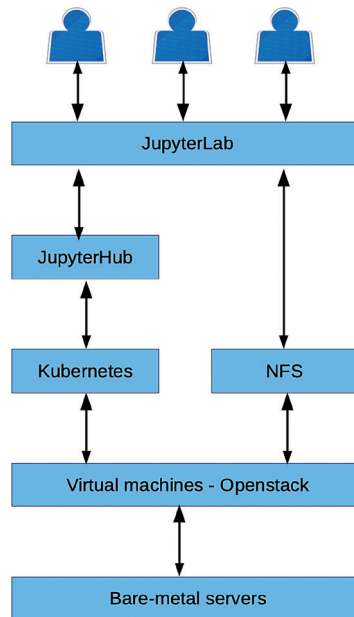 JupyterLab
JupyterHub
Kubernetes
NFS
Virtual machines - Openstack
Bare-metal servers